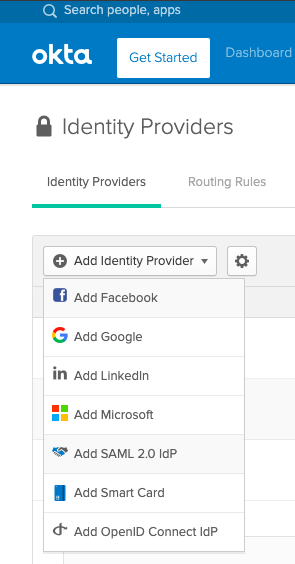 Search people, apps
okta
Get Started
Dashboard
Identity Providers
Identity Providers
Routing Rules
Add Identity Provider
Add Facebook
Add Google
Add LinkedIn
Add Microsoft
Add SAML 2.0 IdP
Add Smart Card
Add OpenID Connect IdP